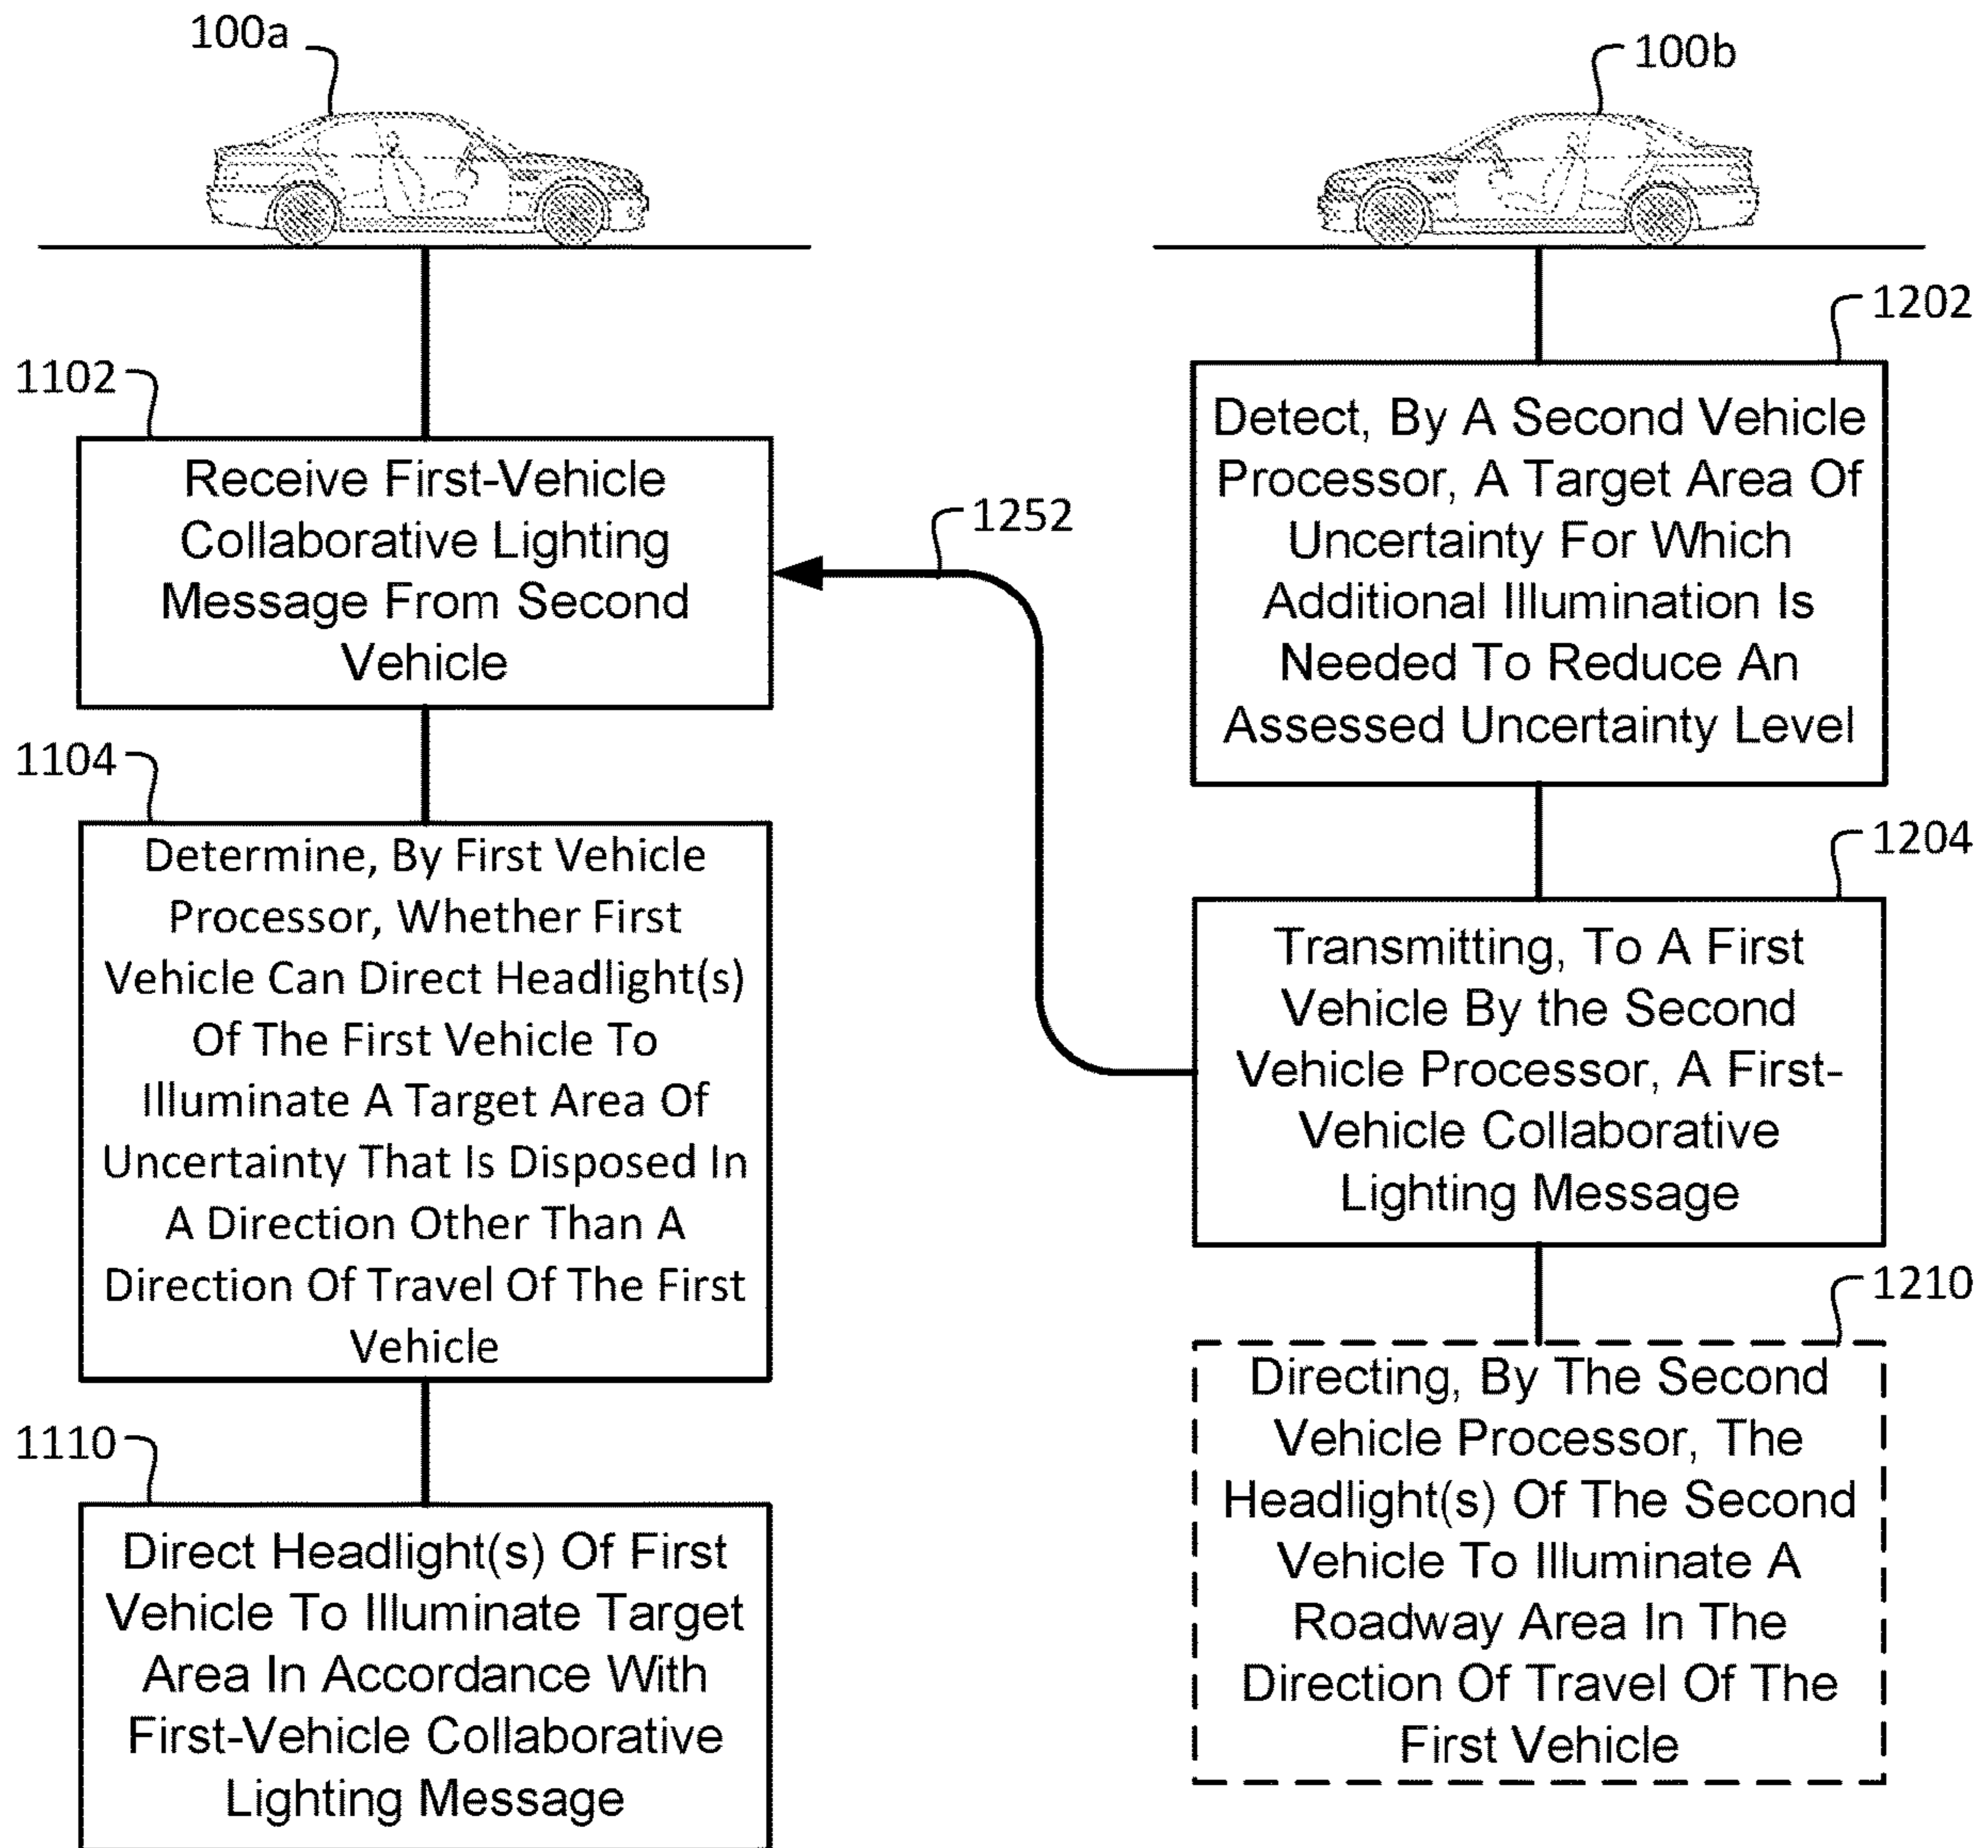 100a
100b
1102
Receive First-Vehicle
Collaborative Lighting
Message From Second
Vehicle
1104
Determine, By First Vehicle
Processor, Whether First
Vehicle Can Direct Headlight(s)
Of The First Vehicle To
Illuminate A Target Area Of
Uncertainty That Is Disposed In
A Direction Other Than A
Direction Of Travel Of The First
Vehicle
1110
Direct Headlight(s) Of First
Vehicle To Illuminate Target
Area In Accordance With
First-Vehicle Collaborative
Lighting Message
1252
1202
Detect, By A Second Vehicle
Processor, A Target Area Of
Uncertainty For Which
Additional Illumination Is
Needed To Reduce An
Assessed Uncertainty Level
1204
Transmitting, To A First
Vehicle By the Second
Vehicle Processor, A First-
Vehicle Collaborative
Lighting Message
1210
Directing, By The Second
Vehicle Processor, The
Headlight(s) Of The Second
Vehicle To Illuminate A
Roadway Area In The
Direction Of Travel Of The
First Vehicle